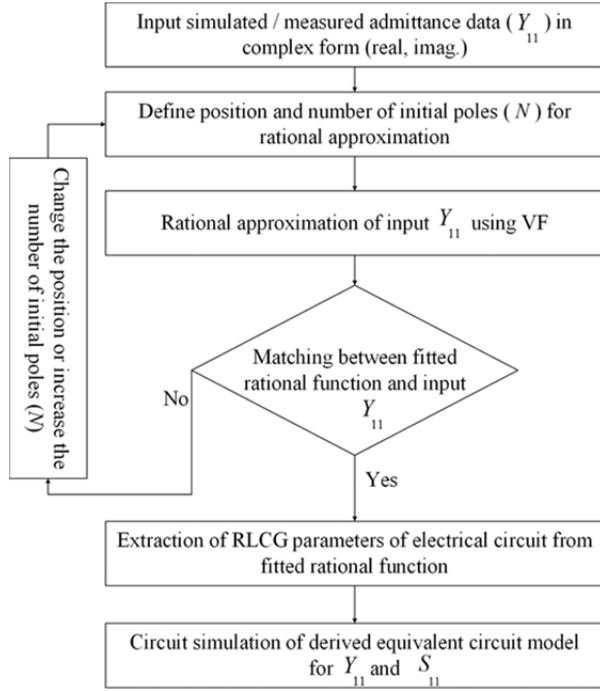 Input simulated / measured admittance data (Y11) in
complex form (real, imag.)
Define position and number of initial poles (N) for
rational approximation
Rational approximation of input Y11 using VF
Matching between fitted
rational function and input
Y11
No
Yes
Change the position or increase the
number of initial poles (N)
Extraction of RLCG parameters of electrical circuit from
fitted rational function
Circuit simulation of derived equivalent circuit model
for Y11 and S11